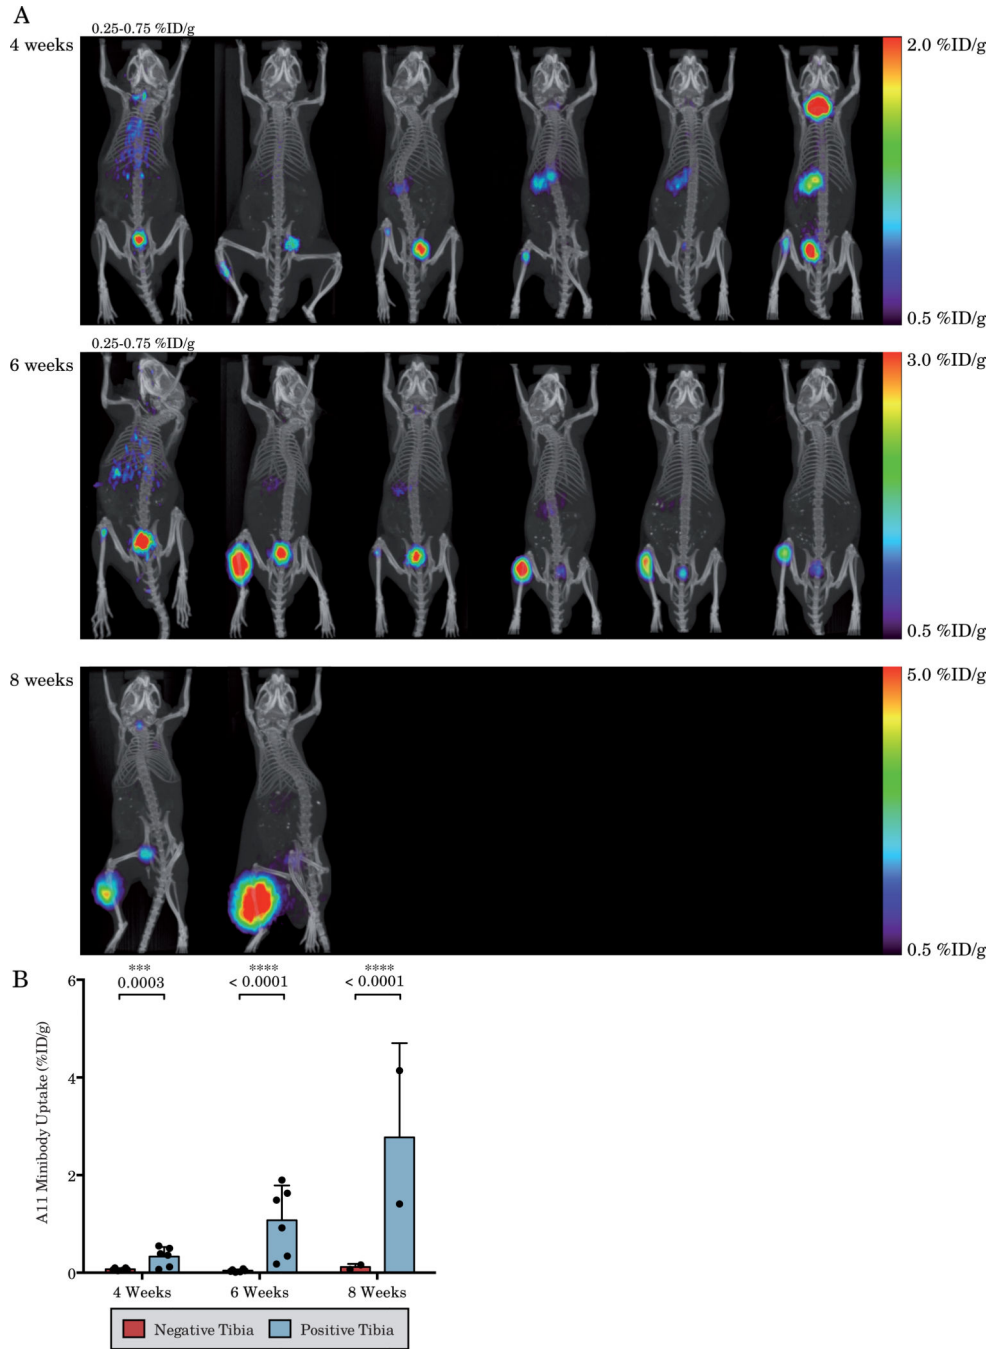 A
0.25-0.75 %ID/g
4 weeks
2.0 %ID/g
0.5 %ID/g
0.25-0.75 %ID/g
6 weeks
3.0 %ID/g
0.5 %ID/g
8 weeks
5.0 %ID/g
0.5 %ID/g
B
*** **** ****
0.0003 < 0.0001 < 0.0001
A11 Minibody Uptake (%ID/g)
6
4
2
0
4 Weeks 6 Weeks 8 Weeks
Negative Tibia Positive Tibia